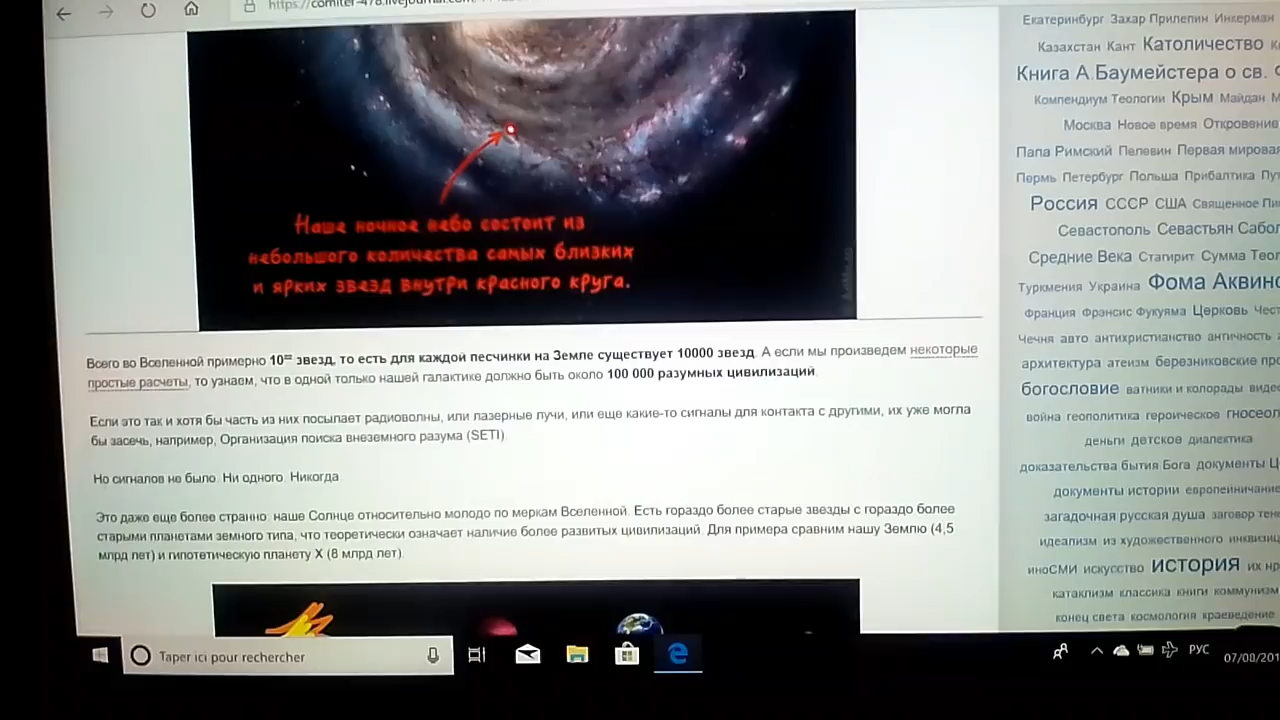 Наше ночное небо состоит из
небольшого количества самых близких
и ярких звезд внутри красного круга.
Всего во Вселенной примерно звезд, то есть для каждой песчинки на Земле существует 10000 звезд. А если мы произведем некоторые
простые расчеты, то узнаем, что в одной только нашей галактике должно быть около 100 000 разумных цивилизаций.
Если это так и хотя бы часть из них посылает радиоволны, или лазерные лучи, или еще какие-то сигналы для контакта с другими, их уже могла
бы засечь, например, Организация поиска внеземного разума (SETI).
Но сигналов не было. Ни одного. Никогда.
Это даже еще более странно: наше Солнце относительно молодо по меркам Вселенной. Есть гораздо более старые звезды с гораздо более
старыми планетами земного типа, что теоретически означает наличие более развитых цивилизаций. Для примера сравним нашу Землю (4,5
млрд лет) и гипотетическую планету X (8 млрд лет).
Екатеринбург Захар Прилепин Инкерман
Казахстан Кант Католичество
Книга А.Баумейстера о св.
Компендиум Теологии Крым Майдан
Москва Новое время Откровение
Папа Римский Пелевин Первая
Пермь Петербург Польша Прибалтика
Россия СССР США Священное
Севастополь Севастьян
Средние Века Стагирит Сумма
Туркмения Украина Фома
Франция Фрэнсис Фукуяма Церковь
Чечня авто антихристианство античность
архитектура атеизм березниковские
богословие ватники и колорады
война геополитика героическое
деньги детское диалектика
доказательства бытия Бога документы
документы истории
загадочная русская душа заговор
идеализм из художественного
иноСМИ искусство история их
катаклизм классика книги коммунизм
конец света космология краеведение
Taper ici pour rechercher
РУС